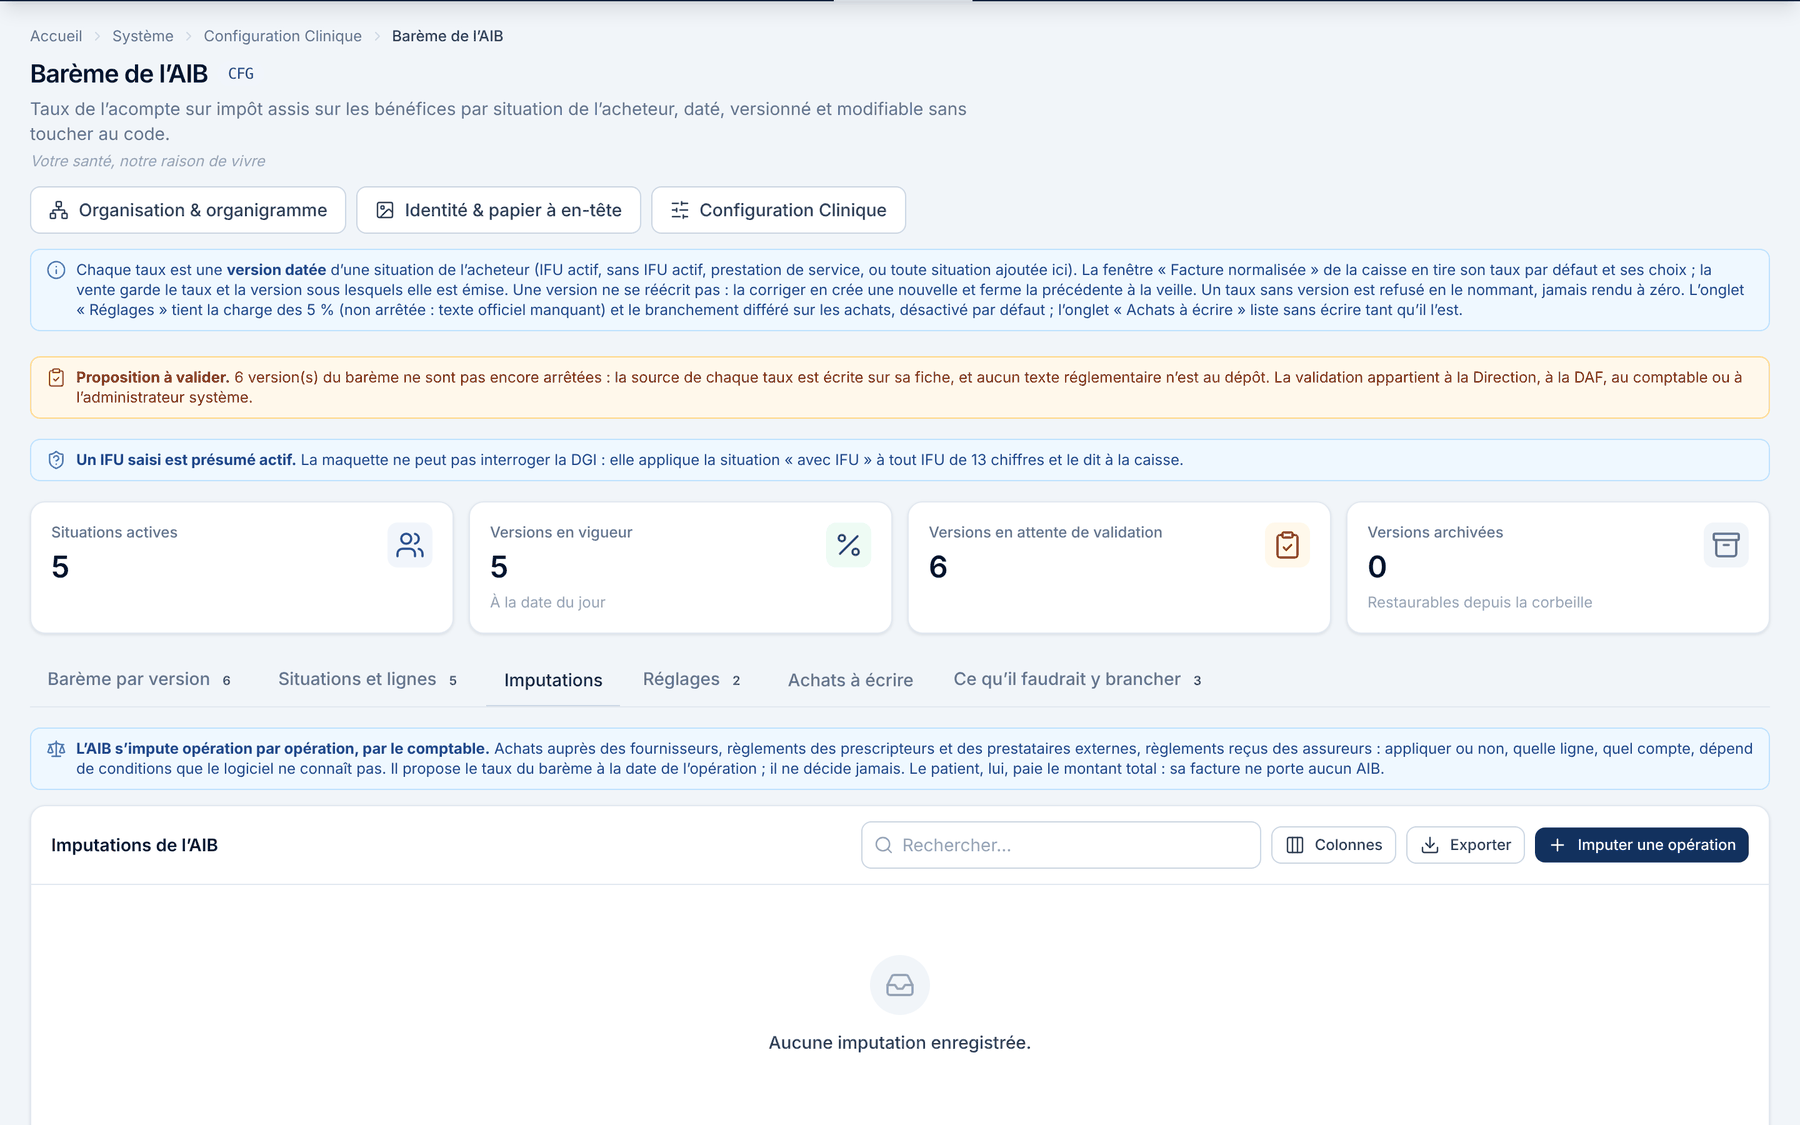 Accueil > Système > Configuration Clinique > Barème de l’AIB
Barème de l’AIB CFG
Taux de l’acompte sur impôt assis sur les bénéfices par situation de l’acheteur, daté, versionné et modifiable sans
toucher au code.
Votre santé, notre raison de vivre
Organisation & organigramme Identité & papier à en-tête Configuration Clinique
Chaque taux est une version datée d’une situation de l’acheteur (IFU actif, sans IFU actif, prestation de service, ou toute situation ajoutée ici). La fenêtre « Facture normalisée » de la caisse en tire son taux par défaut et ses choix ; la
vente garde le taux et la version sous lesquels elle est émise. Une version ne se réécrit pas : la corriger en crée une nouvelle et ferme la précédente à la veille. Un taux sans version est refusé en le nommant, jamais rendu à zéro. L’onglet
« Réglages » tient la charge des 5 % (non arrêtée : texte officiel manquant) et le branchement différé sur les achats, désactivé par défaut ; l’onglet « Achats à écrire » liste sans écrire tant qu’il l’est.
Proposition à valider. 6 version(s) du barème ne sont pas encore arrêtées : la source de chaque taux est écrite sur sa fiche, et aucun texte réglementaire n’est au dépôt. La validation appartient à la Direction, à la DAF, au comptable ou à
l’administrateur système.
Un IFU saisi est présumé actif. La maquette ne peut pas interroger la DGI : elle applique la situation « avec IFU » à tout IFU de 13 chiffres et le dit à la caisse.
Situations actives
5
Versions en vigueur
5
À la date du jour
Versions en attente de validation
6
Versions archivées
0
Restaurables depuis la corbeille
Barème par version 6 Situations et lignes 5 Imputations Réglages 2 Achats à écrire Ce qu’il faudrait y brancher 3
L’AIB s’impute opération par opération, par le comptable. Achats auprès des fournisseurs, règlements des prescripteurs et des prestataires externes, règlements reçus des assureurs : appliquer ou non, quelle ligne, quel compte, dépend
de conditions que le logiciel ne connaît pas. Il propose le taux du barème à la date de l’opération ; il ne décide jamais. Le patient, lui, paie le montant total : sa facture ne porte aucun AIB.
Imputations de l’AIB Rechercher... Colonnes Exporter + Imputer une opération
Aucune imputation enregistrée.